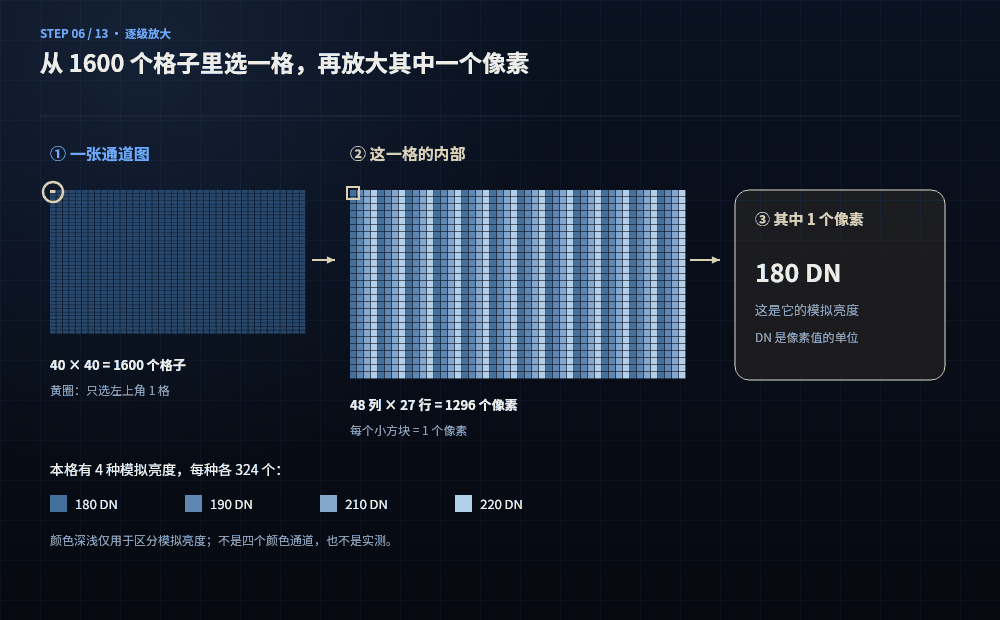 STEP 06 / 13 · 逐级放大
从 1600 个格子里选一格，再放大其中一个像素
① 一张通道图
② 这一格的内部
③ 其中 1 个像素
180 DN
这是它的模拟亮度
DN 是像素值的单位
40 × 40 = 1600 个格子
黄圈：只选左上角 1 格
48 列 × 27 行 = 1296 个像素
每个小方块 = 1 个像素
本格有 4 种模拟亮度，每种各 324 个：
180 DN
190 DN
210 DN
220 DN
颜色深浅仅用于区分模拟亮度；不是四个颜色通道，也不是实测。